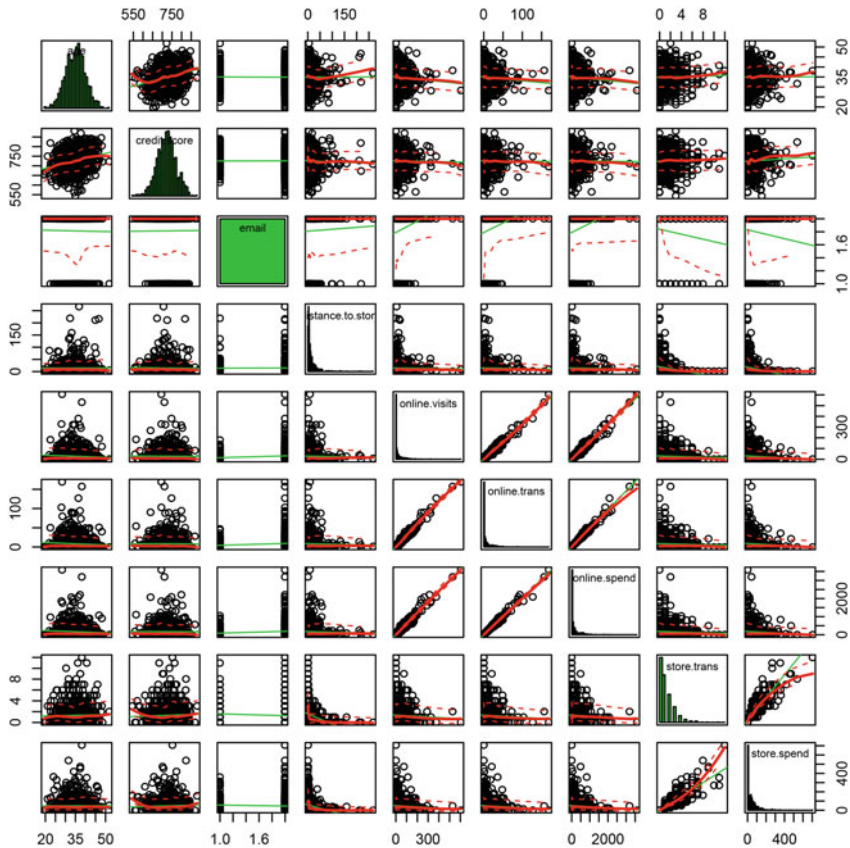 550 750 0 150 0 100 0 4 8
age
20 35 50
550 750
credit.score
email
1.0 1.6
0 150
istance.to.stor
online.visits
0 300
0 100
online.trans
online.spend
0 2000
0 4 8
store.trans
store.spend
0 400
20 35 50 1.0 1.6 0 300 0 2000 0 400